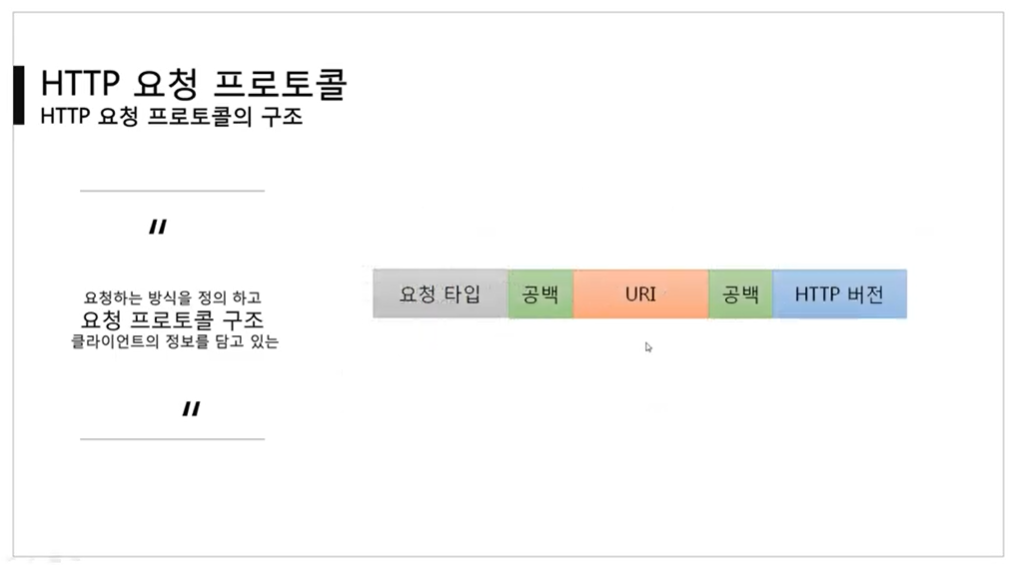 HTTP 요청 프로토콜
HTTP 요청 프로토콜의 구조
"
요청하는 방식을 정의 하고
요청 프로토콜 구조
클라이언트의 정보를 담고 있는
"
요청 타입 공백 URI 공백 HTTP 버전